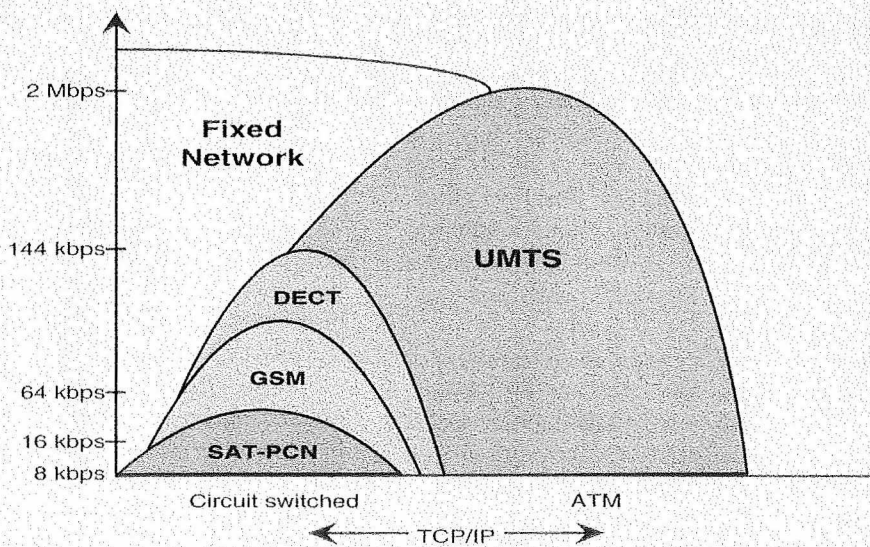 2 Mbps
Fixed
Network
144 kbps
UMTS
DECT
GSM
64 kbps
16 kbps
SAT-PCN
8 kbps
Circuit switched
ATM
TCP/IP